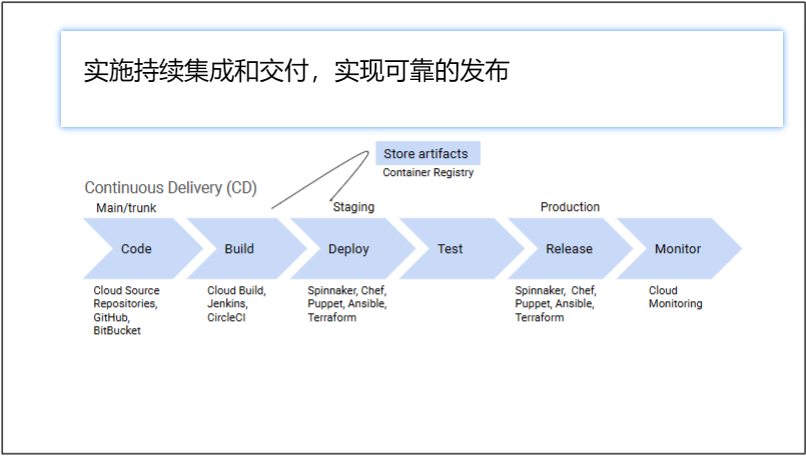 实施持续集成和交付，实现可靠的发布
Store artifacts
Container Registry
Continuous Delivery (CD)
Main/trunk
Staging
Production
Code
Build
Deploy
Test
Release
Monitor
Cloud Source
Repositories,
GitHub,
BitBucket
Cloud Build,
Jenkins,
CircleCI
Spinnaker, Chef,
Puppet, Ansible,
Terraform
Spinnaker, Chef,
Puppet, Ansible,
Terraform
Cloud
Monitoring